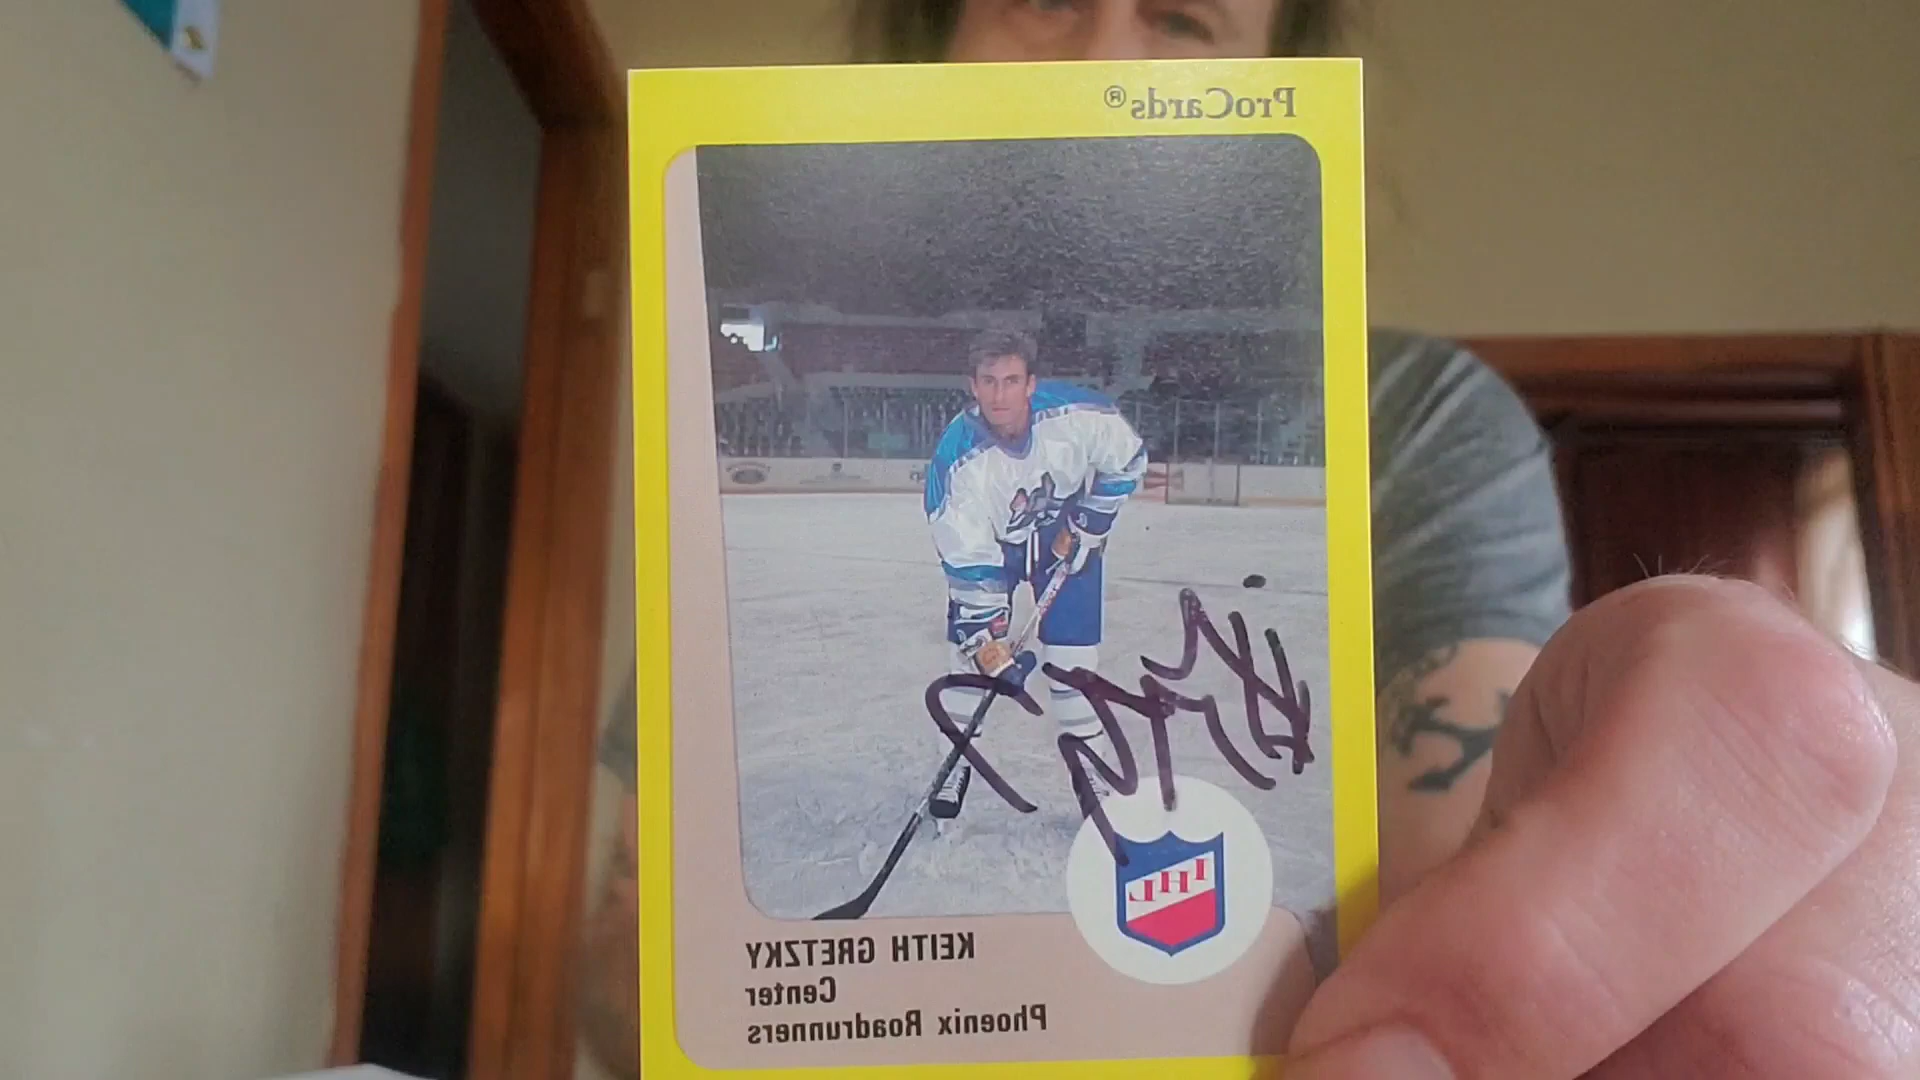 ProCards®
IHL
KEITH GRETZKY
Center
Phoenix Roadrunners